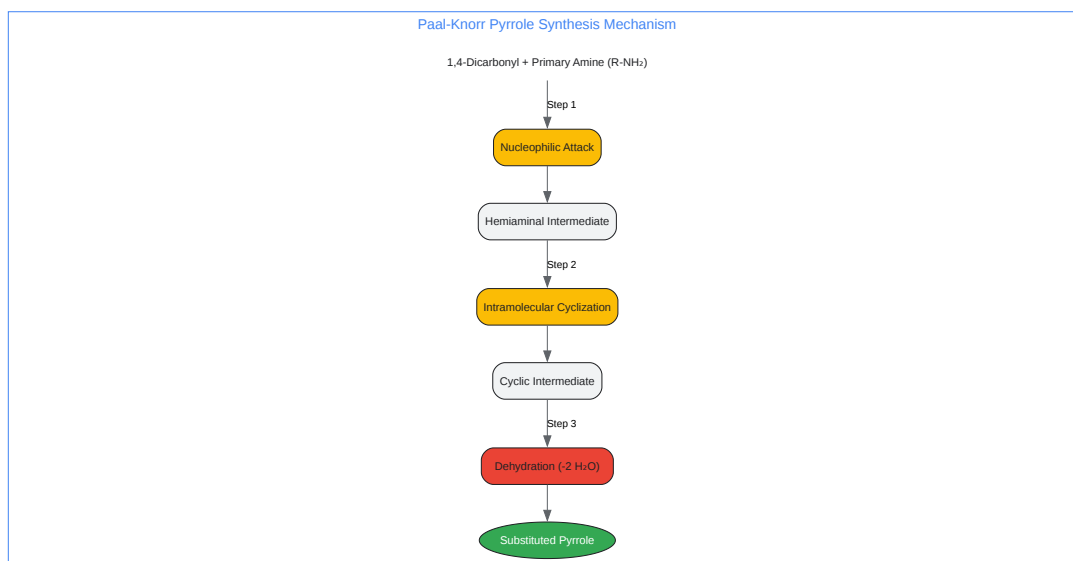 Paal-Knorr Pyrrole Synthesis Mechanism
1,4-Dicarbonyl + Primary Amine (R-NH₂)
Step 1
Nucleophilic Attack
Hemiaminal Intermediate
Step 2
Intramolecular Cyclization
Cyclic Intermediate
Step 3
Dehydration (-2 H₂O)
Substituted Pyrrole